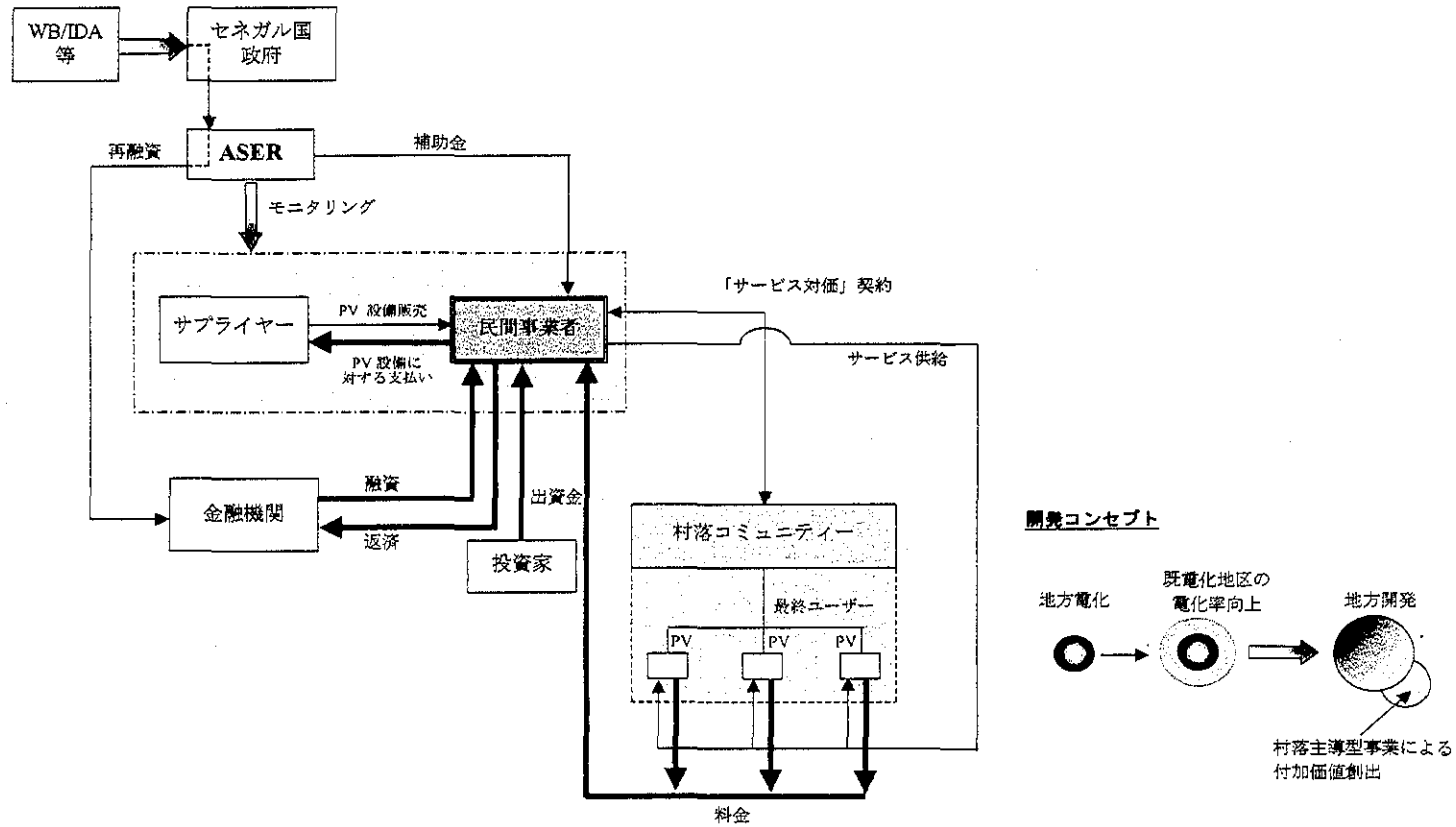 WB/IDA
等
セネガル国
政府
再融資
ASER
補助金
モニタリング
サプライヤー
PV 設備販売
PV 設備に
対する支払い
民間事業者
「サービス対価」契約
サービス供給
金融機関
融資
返済
出資金
投資家
村落コミュニティー
最終ユーザー
PV
PV
PV
料金
開発コンセプト
地方電化
既電化地区の
電化率向上
地方開発
村落主導型事業による
付加価値創出